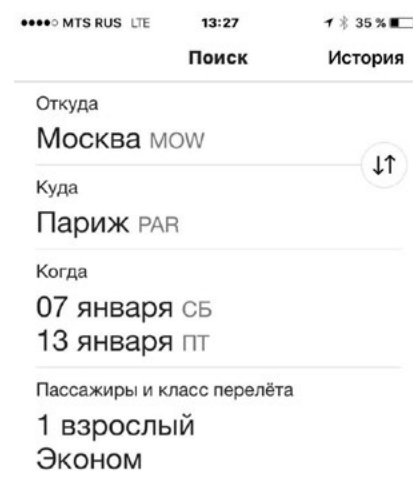 MTS RUS LTE 13:27 35 %
Поиск История
Откуда
Москва MOW
Куда
Париж PAR
Когда
07 января СБ
13 января ПТ
Пассажиры и класс перелёта
1 взрослый
Эконом